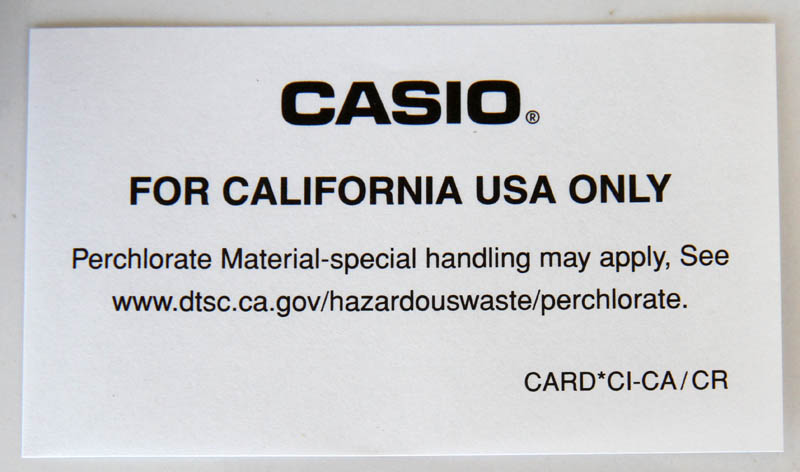 CASIO®
FOR CALIFORNIA USA ONLY
Perchlorate Material-special handling may apply, See
www.dtsc.ca.gov/hazardouswaste/perchlorate.
CARD*CI-CA/CR